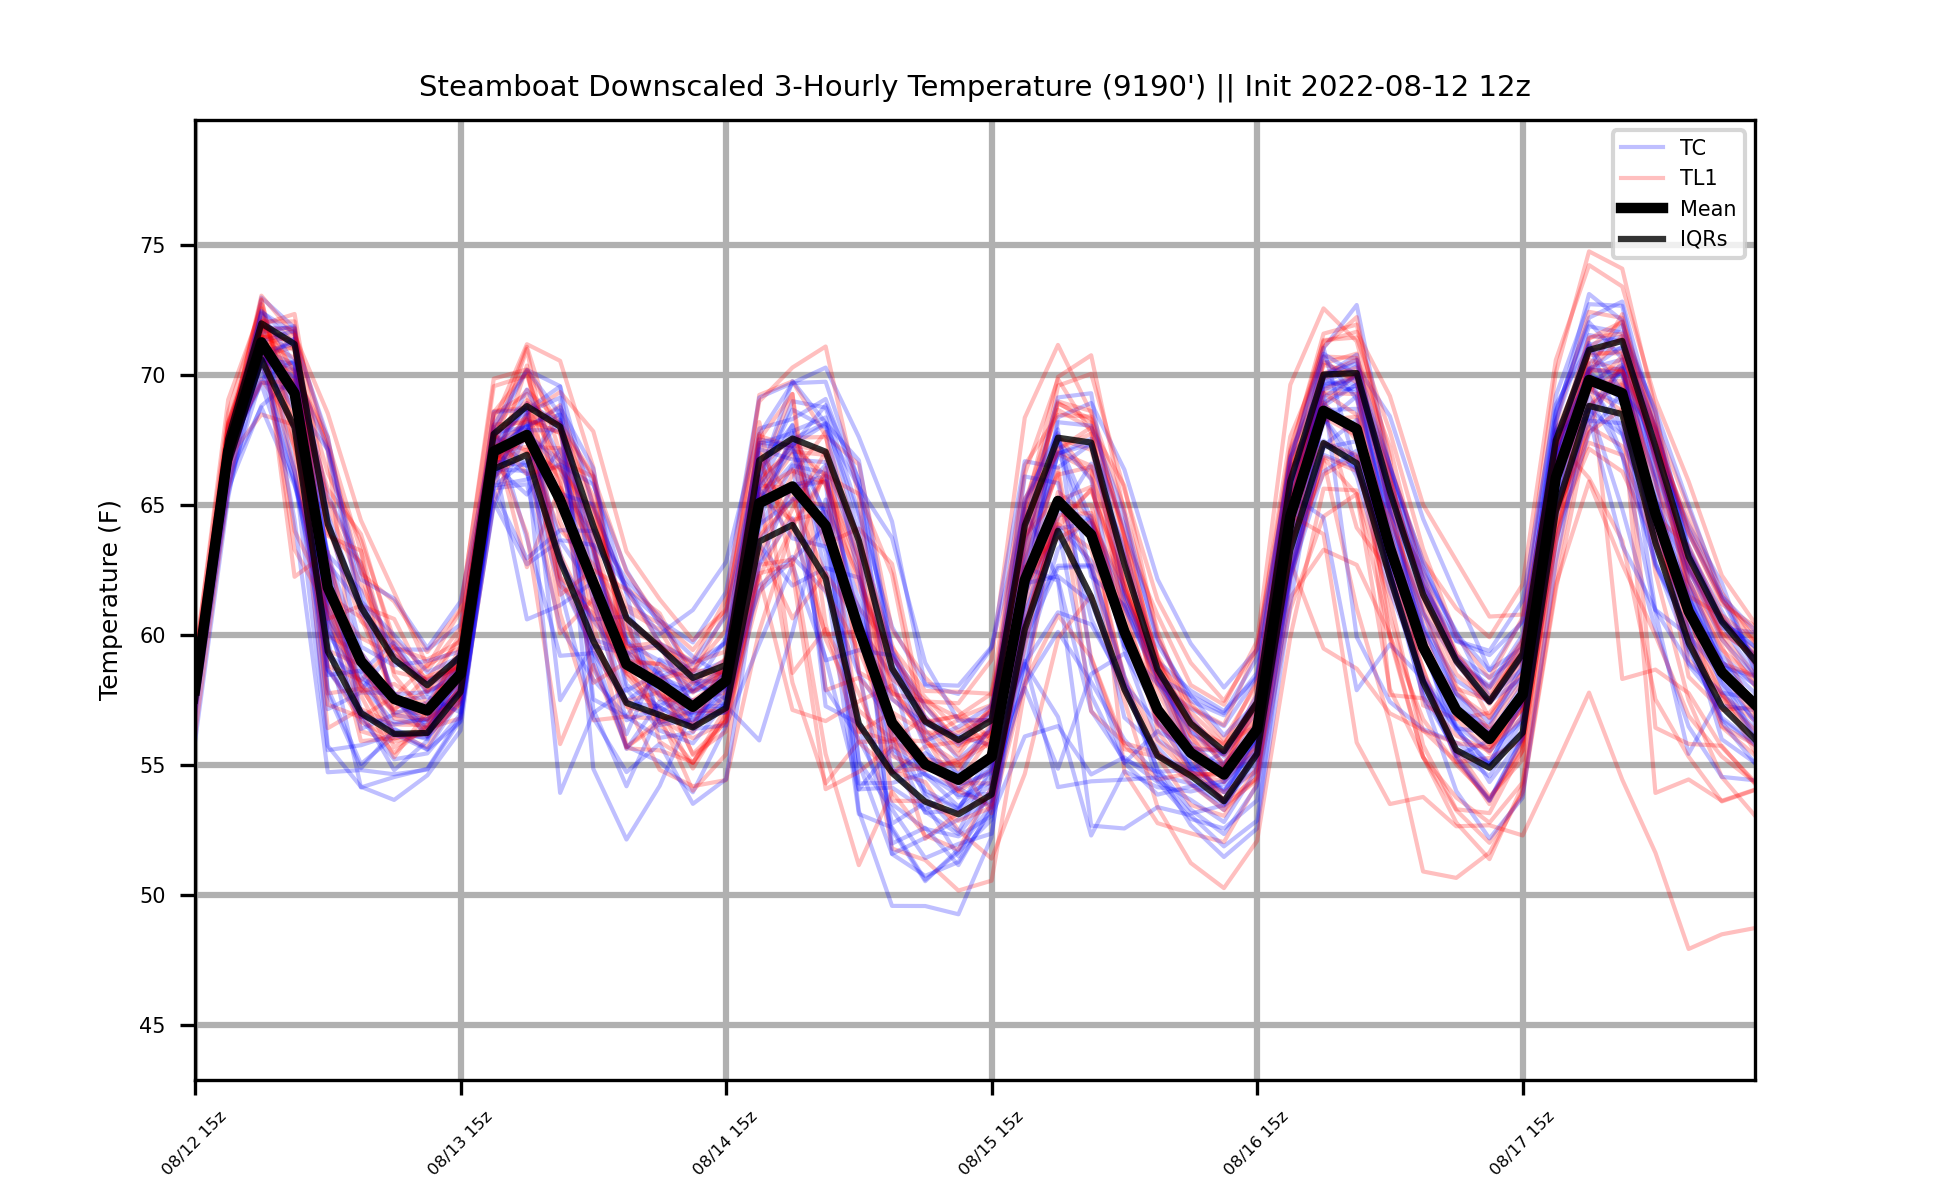 Steamboat Downscaled 3-Hourly Temperature (9190') || Init 2022-08-12 12z
TC
TL1
Mean
IQRs
Temperature (F)
75
70
65
60
55
50
45
08/12 15z
08/13 15z
08/14 15z
08/15 15z
08/16 15z
08/17 15z